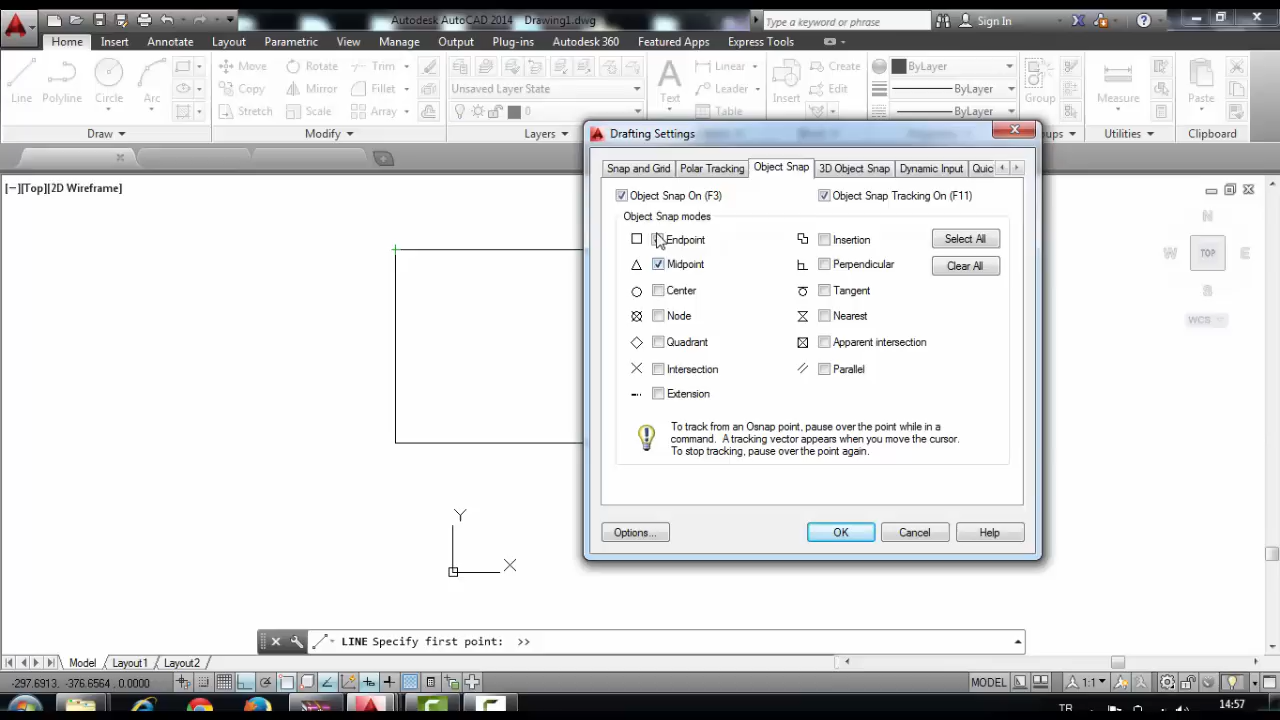 Autodesk AutoCAD 2014 Drawing1.dwg
Type a keyword or phrase
Sign In
Home Insert Annotate Layout Parametric View Manage Output Plug-ins Autodesk 360 Featured Apps Express Tools
Line Polyline Circle Arc
Move Rotate Trim
Copy Mirror Fillet
Stretch Scale Array
Unsaved Layer State
0
Text
Linear
Leader
Table
Insert
Create
Edit
ByLayer
ByLayer
ByLayer
Group
Measure
Paste
Draw Modify Layers Utilities Clipboard
[−][Top][2D Wireframe]
Drafting Settings
Snap and Grid Polar Tracking Object Snap 3D Object Snap Dynamic Input Quic
Object Snap On (F3) Object Snap Tracking On (F11)
Object Snap modes
Endpoint Insertion Select All
Midpoint Perpendicular Clear All
Center Tangent
Node Nearest
Quadrant Apparent intersection
Intersection Parallel
Extension
To track from an Osnap point, pause over the point while in a
command. A tracking vector appears when you move the cursor.
To stop tracking, pause over the point again.
Options... OK Cancel Help
N
W TOP E
S
WCS
Y
X
LINE Specify first point: >>
Model Layout1 Layout2
-297.6913, -376.6564, 0.0000
MODEL
1:1
TR
14:57